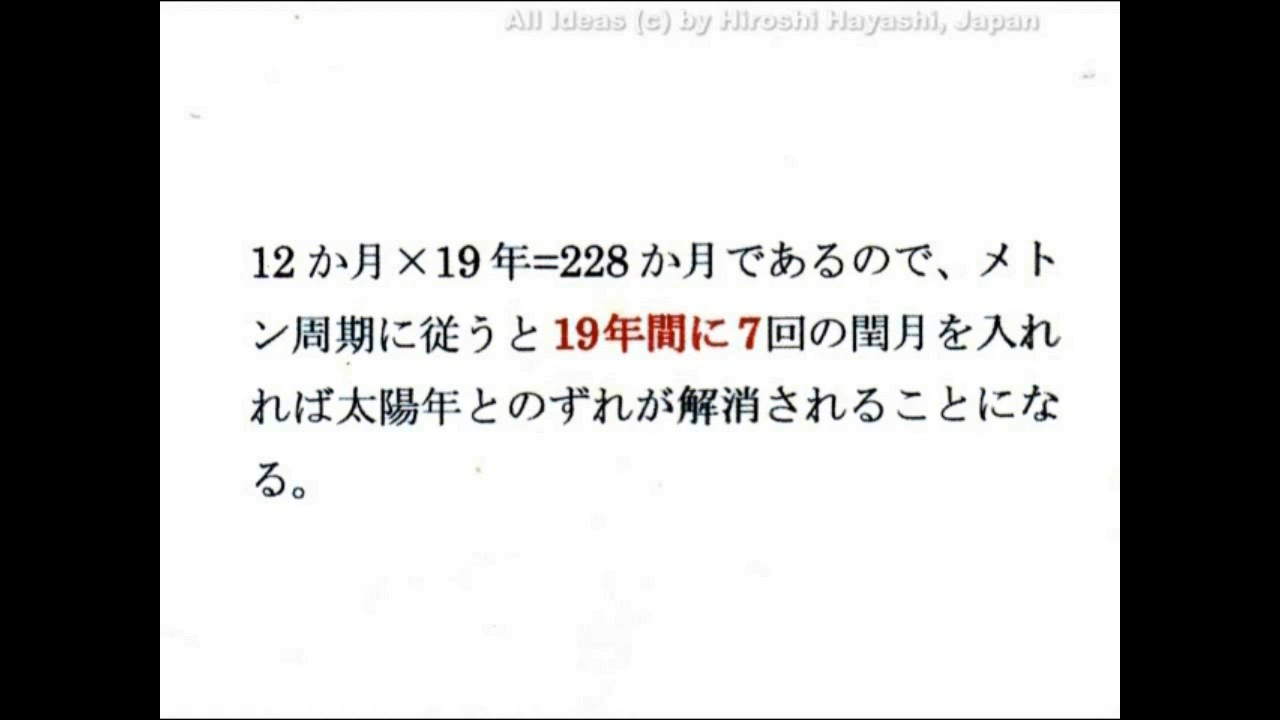 All Ideas (c) by Hiroshi Hayashi, Japan
12か月×19年=228か月であるので、メト
ン周期に従うと19年間に7回の閏月を入れ
れば太陽年とのずれが解消されることにな
る。